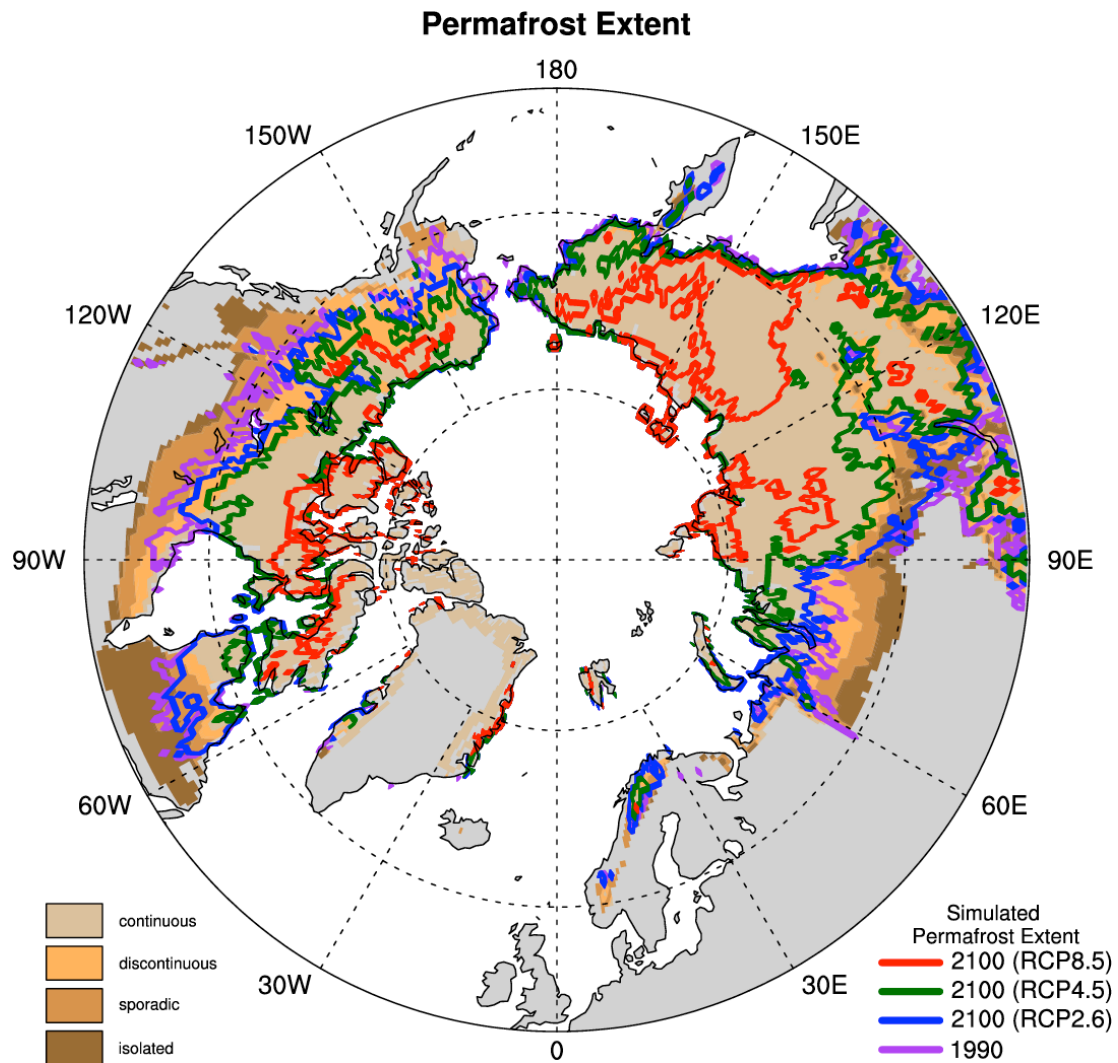 Permafrost Extent
180
150W
150E
120W
120E
90W
90E
60W
60E
30W
30E
0
continuous
discontinuous
sporadic
isolated
Simulated
Permafrost Extent
2100 (RCP8.5)
2100 (RCP4.5)
2100 (RCP2.6)
1990